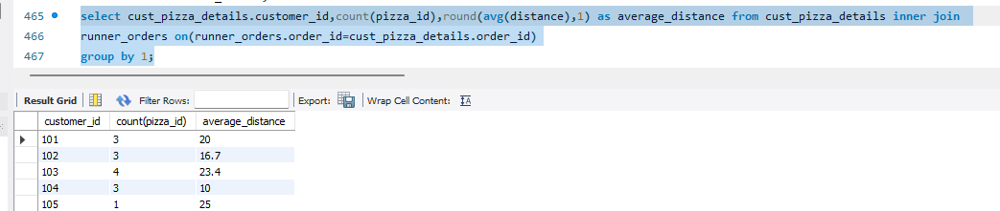 465 select cust_pizza_details.customer_id,count(pizza_id),round(avg(distance),1) as average_distance from cust_pizza_details inner join
466 runner_orders on(runner_orders.order_id=cust_pizza_details.order_id)
467 group by 1;
Result Grid Filter Rows: Export: Wrap Cell Content:
customer_id count(pizza_id) average_distance
101 3 20
102 3 16.7
103 4 23.4
104 3 10
105 1 25